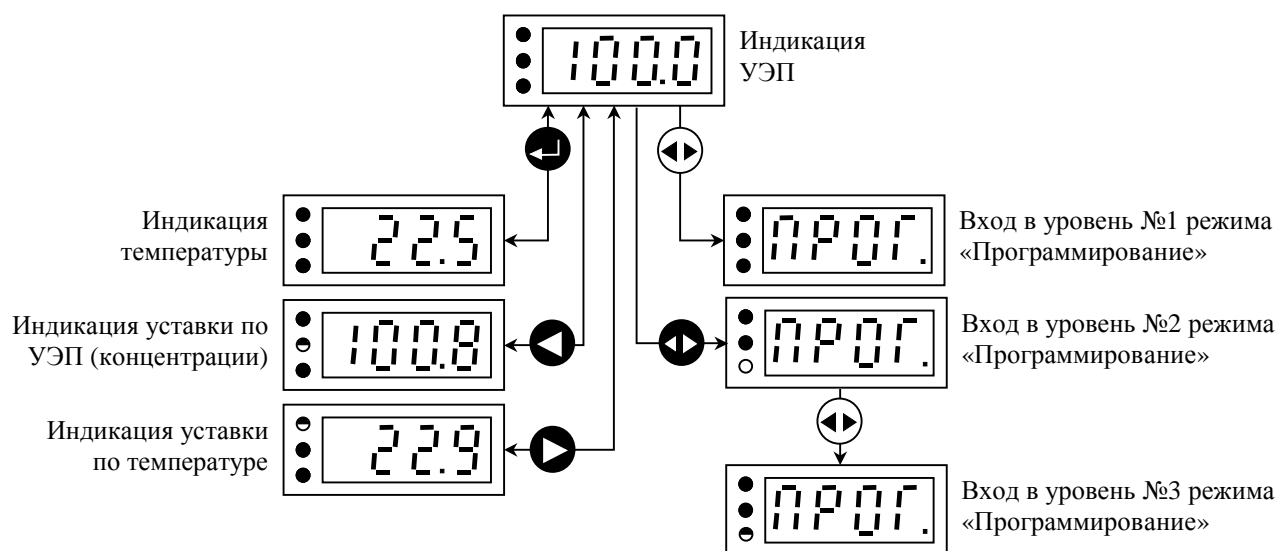 100.0
Индикация
УЭП
Индикация
температуры
22.5
ПРОГ.
Вход в уровень №1 режима
«Программирование»
Индикация уставки по
УЭП (концентрации)
100.8
ПРОГ.
Вход в уровень №2 режима
«Программирование»
Индикация уставки
по температуре
22.9
ПРОГ.
Вход в уровень №3 режима
«Программирование»